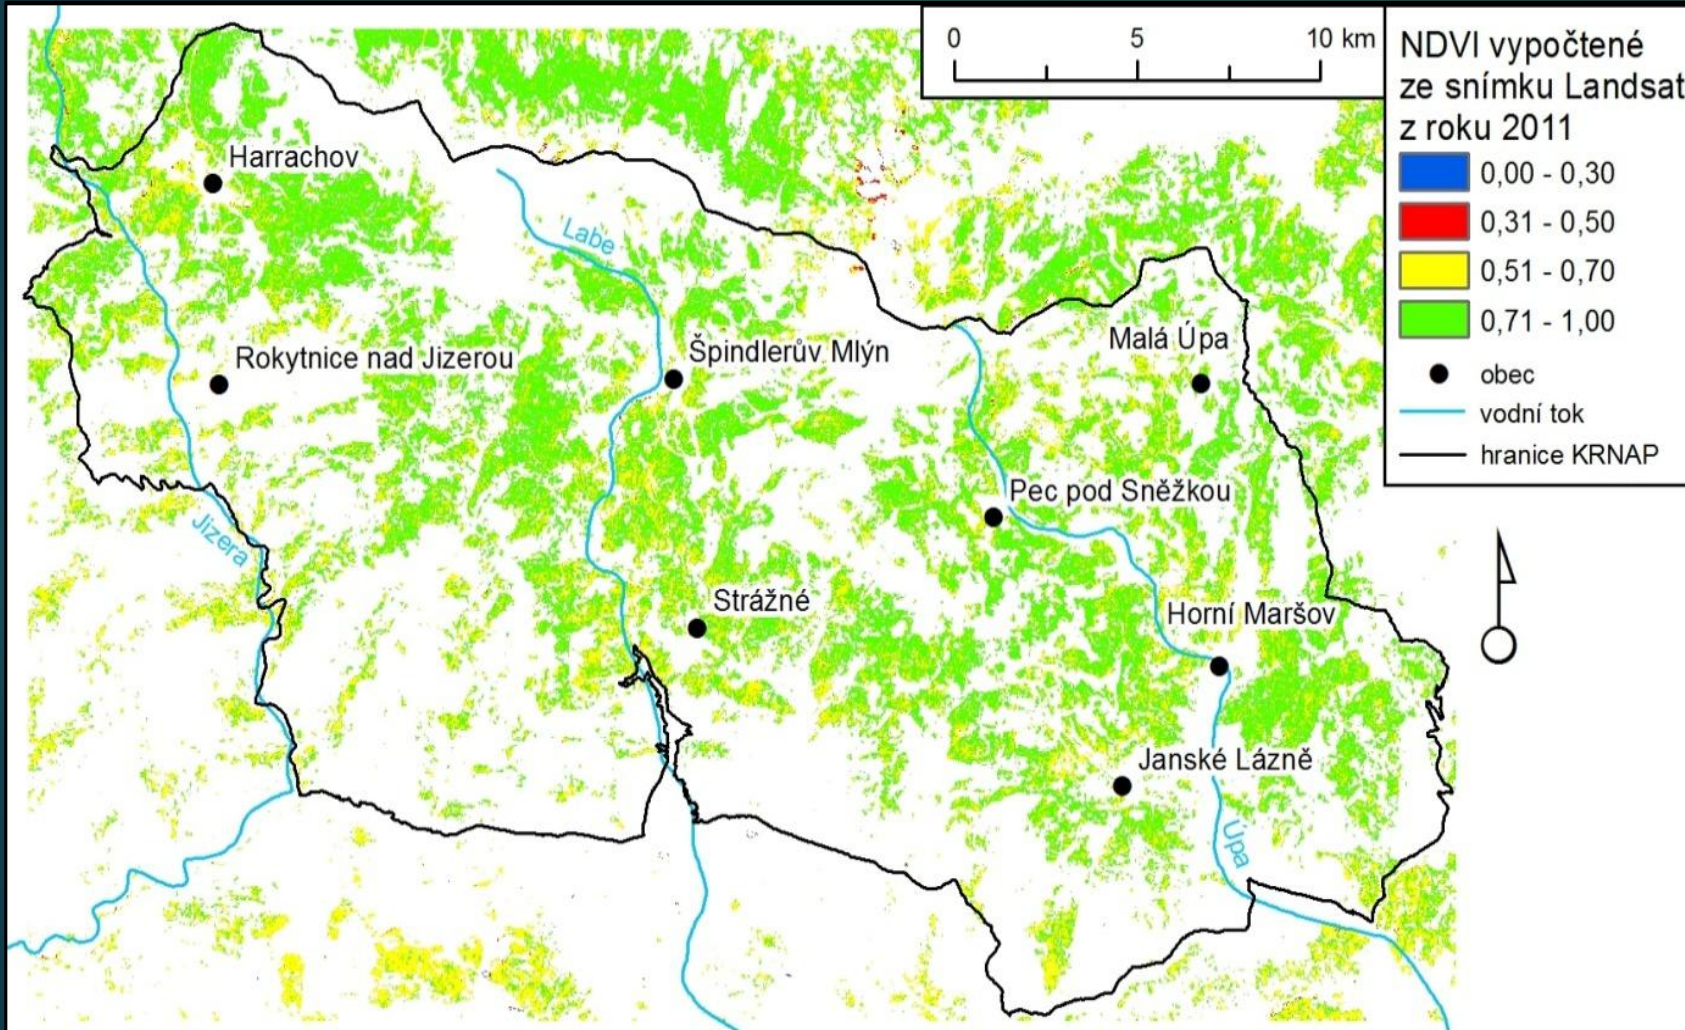 0 5 10 km
NDVI vypočtené
ze snímku Landsat
z roku 2011
0,00 - 0,30
0,31 - 0,50
0,51 - 0,70
0,71 - 1,00
obec
vodní tok
hranice KRNAP
Harrachov
Labe
Rokytnice nad Jizerou
Špindlerův Mlýn
Malá Úpa
Pec pod Sněžkou
Jizera
Strážné
Horní Maršov
Janské Lázně
Úpa